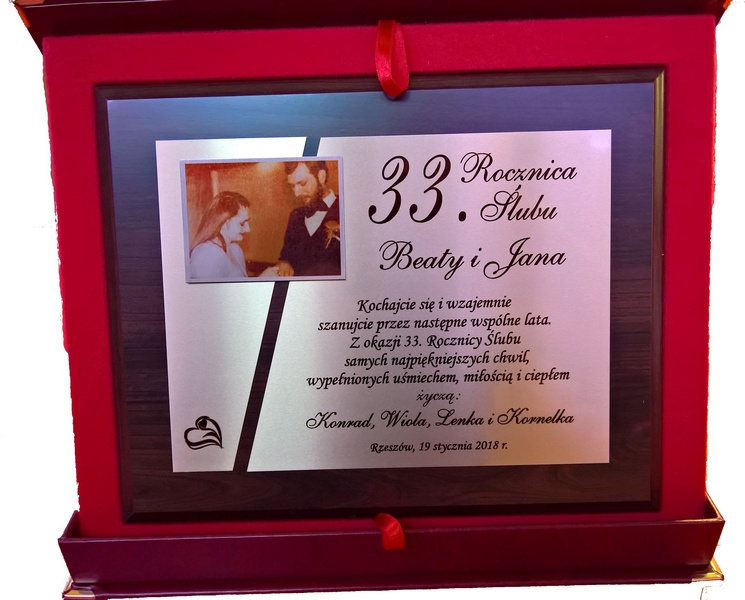 33. Rocznica
Ślubu
Beaty i Jana
Kochajcie się i wzajemnie
szanujcie przez następne wspólne lata.
Z okazji 33. Rocznicy Ślubu
samych najpiękniejszych chwil,
wypełnionych uśmiechem, miłością i ciepłem
życzą:
Konrad, Wiola, Lenka i Kornelka
Rzeszów, 19 stycznia 2018 r.